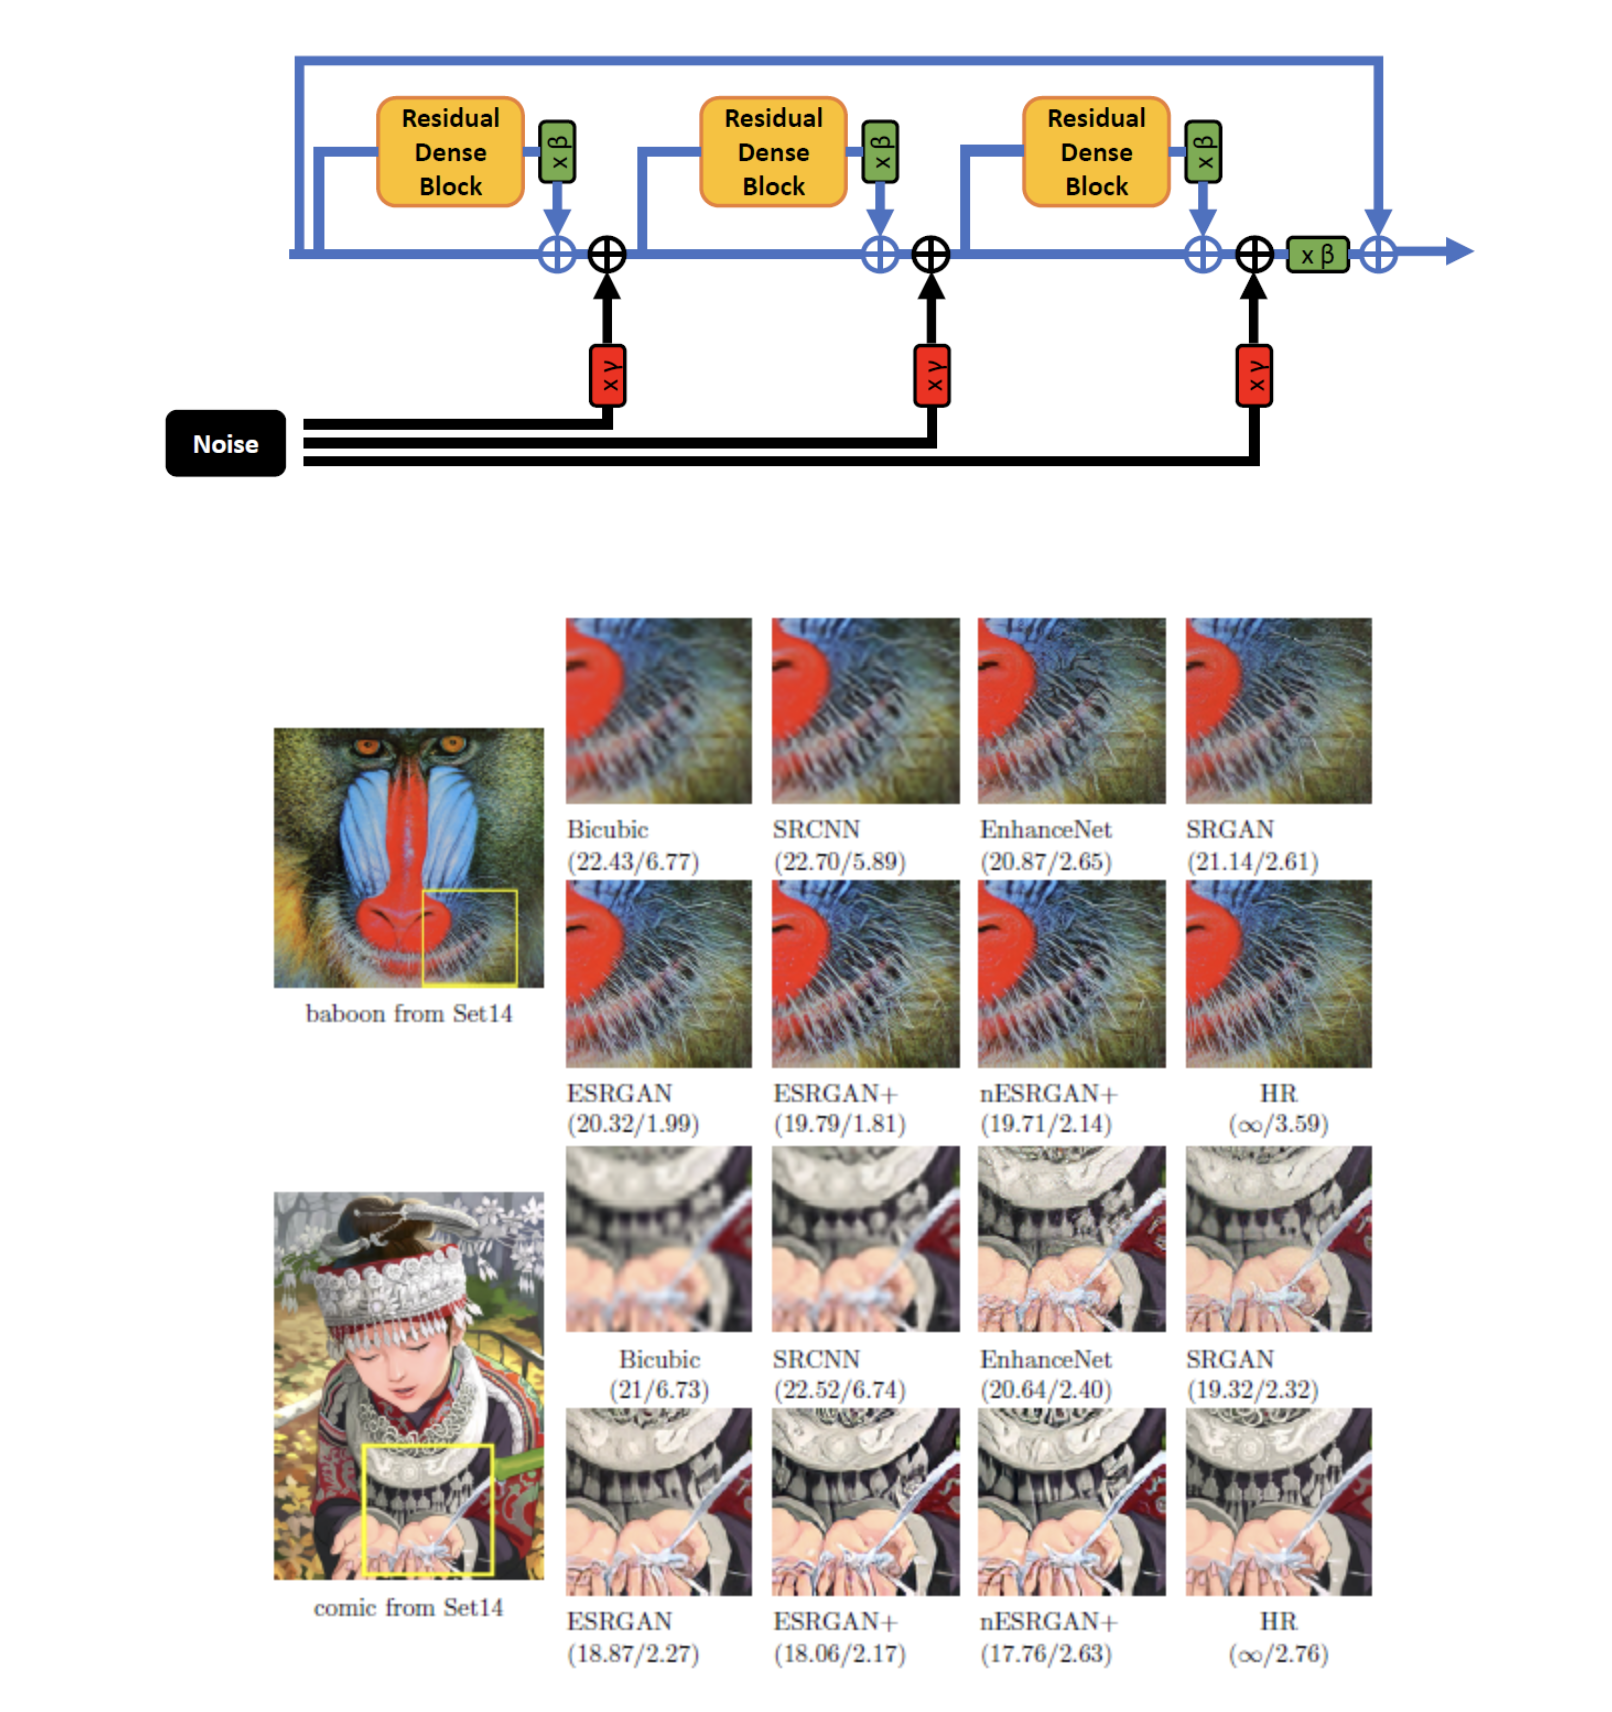 Residual
Dense
Block
x β
Residual
Dense
Block
x β
Residual
Dense
Block
x β
x β
x γ
x γ
x γ
Noise
Bicubic
(22.43/6.77)
SRCNN
(22.70/5.89)
EnhanceNet
(20.87/2.65)
SRGAN
(21.14/2.61)
baboon from Set14
ESRGAN
(20.32/1.99)
ESRGAN+
(19.79/1.81)
nESRGAN+
(19.71/2.14)
HR
(∞/3.59)
Bicubic
(21/6.73)
SRCNN
(22.52/6.74)
EnhanceNet
(20.64/2.40)
SRGAN
(19.32/2.32)
comic from Set14
ESRGAN
(18.87/2.27)
ESRGAN+
(18.06/2.17)
nESRGAN+
(17.76/2.63)
HR
(∞/2.76)